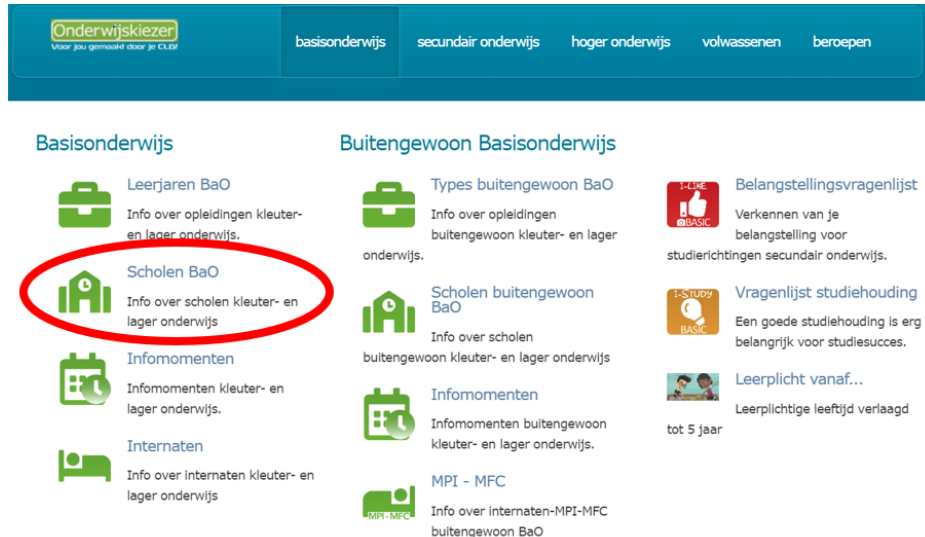 Onderwijskiezer
Voor jou gemaakt door je CLB!
basisonderwijs
secundair onderwijs
hoger onderwijs
volwassenen
beroepen
Basisonderwijs
Leerjaren BaO
Info over opleidingen kleuter-
en lager onderwijs.
Scholen BaO
Info over scholen kleuter- en
lager onderwijs
Infomomenten
Infomomenten kleuter- en
lager onderwijs.
Internaten
Info over internaten kleuter- en
lager onderwijs
Buitengewoon Basisonderwijs
Types buitengewoon BaO
Info over opleidingen
buitengewoon kleuter- en lager
onderwijs.
Scholen buitengewoon
BaO
Info over scholen
buitengewoon kleuter- en lager onderwijs
Infomomenten
Infomomenten buitengewoon
kleuter- en lager onderwijs.
MPI-MFC
MPI - MFC
Info over internaten-MPI-MFC
buitengewoon BaO
I-LIKE
BASIC
Belangstellingsvragenlijst
Verkennen van je
belangstelling voor
studierichtingen secundair onderwijs.
I-STUDY
BASIC
Vragenlijst studiehouding
Een goede studiehouding is erg
belangrijk voor studiesucces.
Leerplicht vanaf...
Leerplichtige leeftijd verlaagd
tot 5 jaar